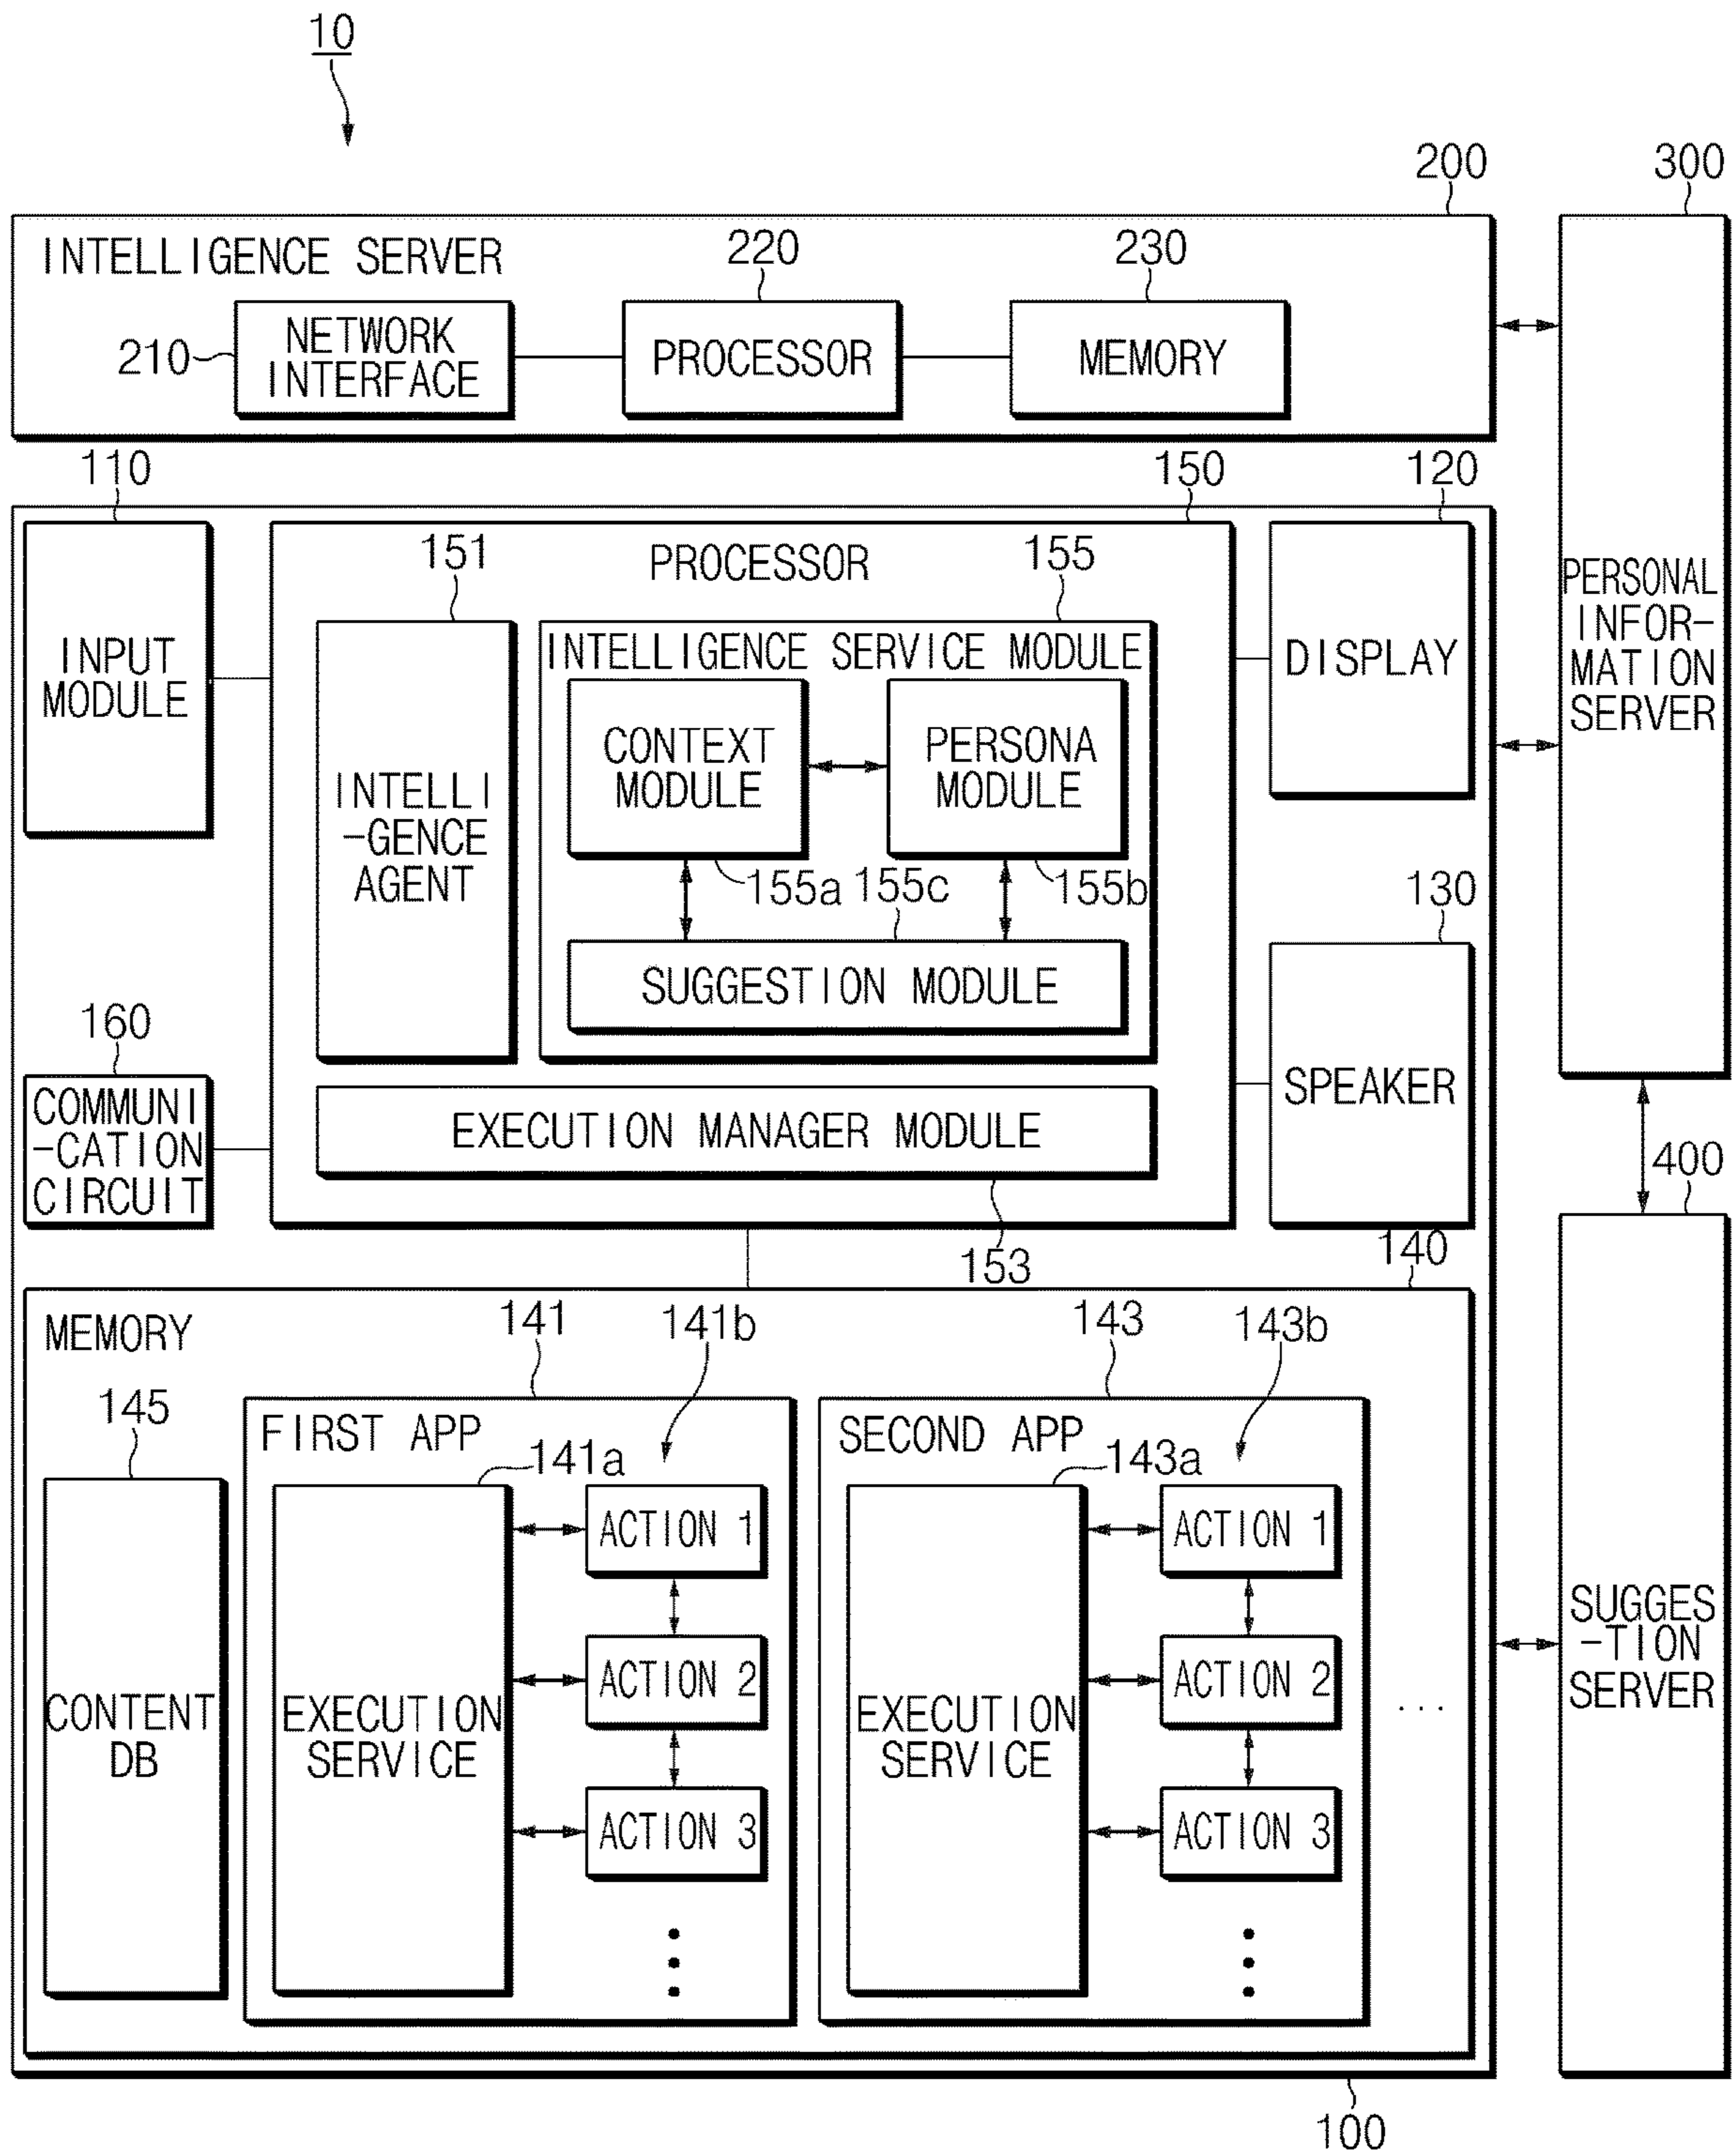 10
200
300
INTELLIGENCE SERVER
220
230
210
NETWORK
INTERFACE
PROCESSOR
MEMORY
110
150
120
151
PROCESSOR
155
INPUT
MODULE
INTELLIGENCE SERVICE MODULE
DISPLAY
PERSONAL
INFOR-
MATION
SERVER
CONTEXT
MODULE
PERSONA
MODULE
INTELLI
-GENCE
AGENT
155a
155c
155b
130
SUGGESTION MODULE
160
COMMUNI
-CATION
CIRCUIT
SPEAKER
EXECUTION MANAGER MODULE
400
153
140
MEMORY
141
141b
143
143b
145
FIRST APP
SECOND APP
141a
143a
ACTION 1
ACTION 1
CONTENT
DB
EXECUTION
SERVICE
ACTION 2
EXECUTION
SERVICE
ACTION 2
...
SUGGES
-TION
SERVER
ACTION 3
ACTION 3
100